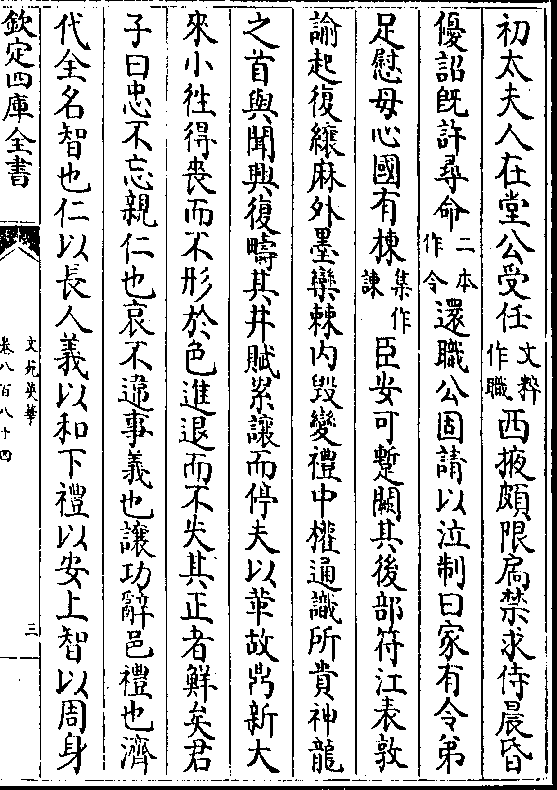 初太夫人在堂公受任文粹作職西掖頗限扄禁求侍晨昏
優詔旣許尋命二本作令還職公固請以泣制曰家有令弟
足慰母心國有棟集作諫臣安可蹔闕其後部符江表敦
諭起復纕麻外墨欒棘内毀變禮中權通識所貴神龍
之首與聞興復疇其井賦累讓而停夫以革故鼎新大
來小徃得喪而不形於色進退而不失其正者鮮矣君
子曰忠不忘親仁也哀不違事義也讓功辭邑禮也濟
代全名智也仁以長人義以和下禮以安上智以周身
欽定四庫全書
文苑英華
卷八百八十四
三